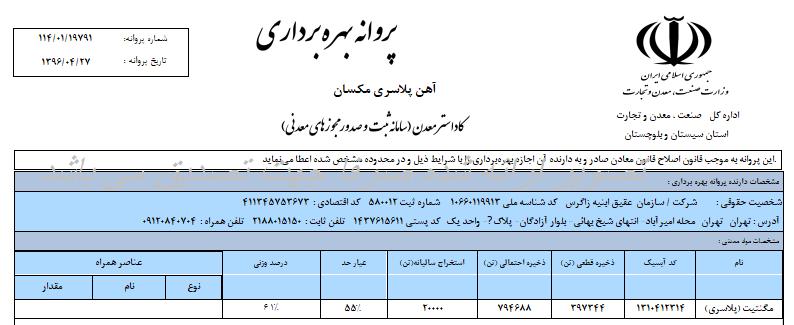 شماره پروانه: ۱۱۴/۰۱/۱۹۷۹۱
تاریخ پروانه : ۱۳۹۶/۰۴/۲۷
پروانه بهره برداری
آهن پلاسری مکسان
کاداستر معدن (سامانه ثبت و صدور مجوزهای معدنی)
جمهوری اسلامی ایران
وزارت صنعت، معدن و تجارت
اداره کل صنعت ، معدن و تجارت
استان سیستان و بلوچستان
این پروانه به موجب قانون اصلاح قانون معادن صادر و به دارنده آن اجازه بهره‌برداری را با شرایط ذیل و در محدوده مشخص شده اعطا می‌نماید.
مشخصات دارنده پروانه بهره برداری :
شخصیت حقوقی : شرکت / سازمان عقیق ابنیه زاگرس کد شناسه ملی ۱۰۶۶۰۱۱۹۹۱۳ شماره ثبت ۵۸۰۰۱۲ کد اقتصادی : ۴۱۱۳۴۵۷۵۳۶۷۳
آدرس : تهران تهران محله امیر آباد- انتهای شیخ بهائی- بلوار آزادگان- پلاک؟- واحد یک کد پستی ۱۴۳۷۶۱۵۶۱۱ تلفن ثابت : ۲۱۸۸۰۱۵۱۵۰ تلفن همراه : ۰۹۱۲۰۸۴۰۷۰۴
مشخصات مواد معدنی :
نام کد آیسیک ذخیره قطعی (تن) ذخیره احتمالی (تن) استخراج سالیانه(تن) عیار حد درصد وزنی عناصر همراه
نوع نام مقدار
مگنتیت (پلاسری) ۱۳۱۰۴۱۲۳۱۴ ۳۹۷۳۴۴ ۷۹۴۶۸۸ ۲۰۰۰۰ ۵۵% ۶۱%